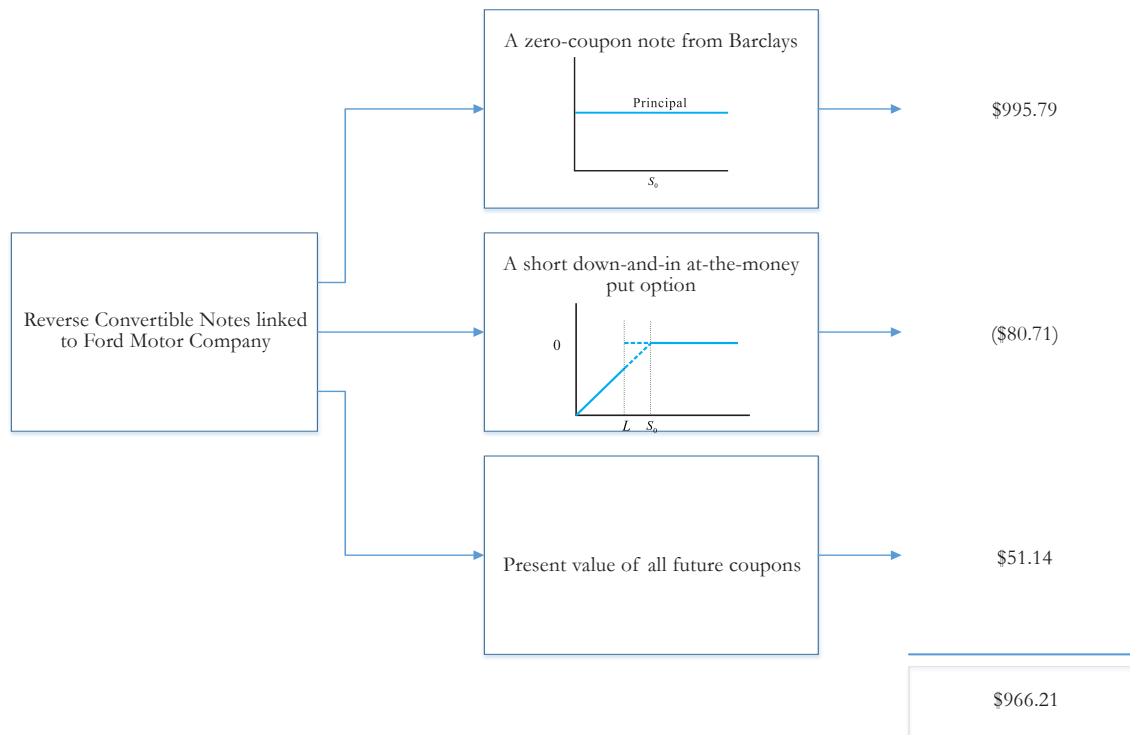 A zero-coupon note from Barclays
Principal
S0
$995.79
Reverse Convertible Notes linked
to Ford Motor Company
A short down-and-in at-the-money
put option
0
L S0
($80.71)
Present value of all future coupons
$51.14
$966.21